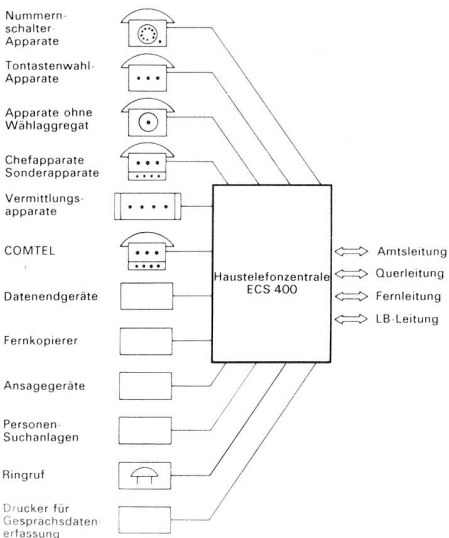 Nummern-
schalter-
Apparate
Tontastenwahl-
Apparate
Apparate ohne
Wählaggregat
Chefapparate
Sonderapparate
Vermittlungs-
apparate
COMTEL
Datenendgeräte
Fernkopierer
Ansagegeräte
Personen-
Suchanlagen
Ringruf
Drucker für
Gesprächsdaten-
erfassung
Haustelefonzentrale
ECS 400
Amtsleitung
Querleitung
Fernleitung
LB-Leitung